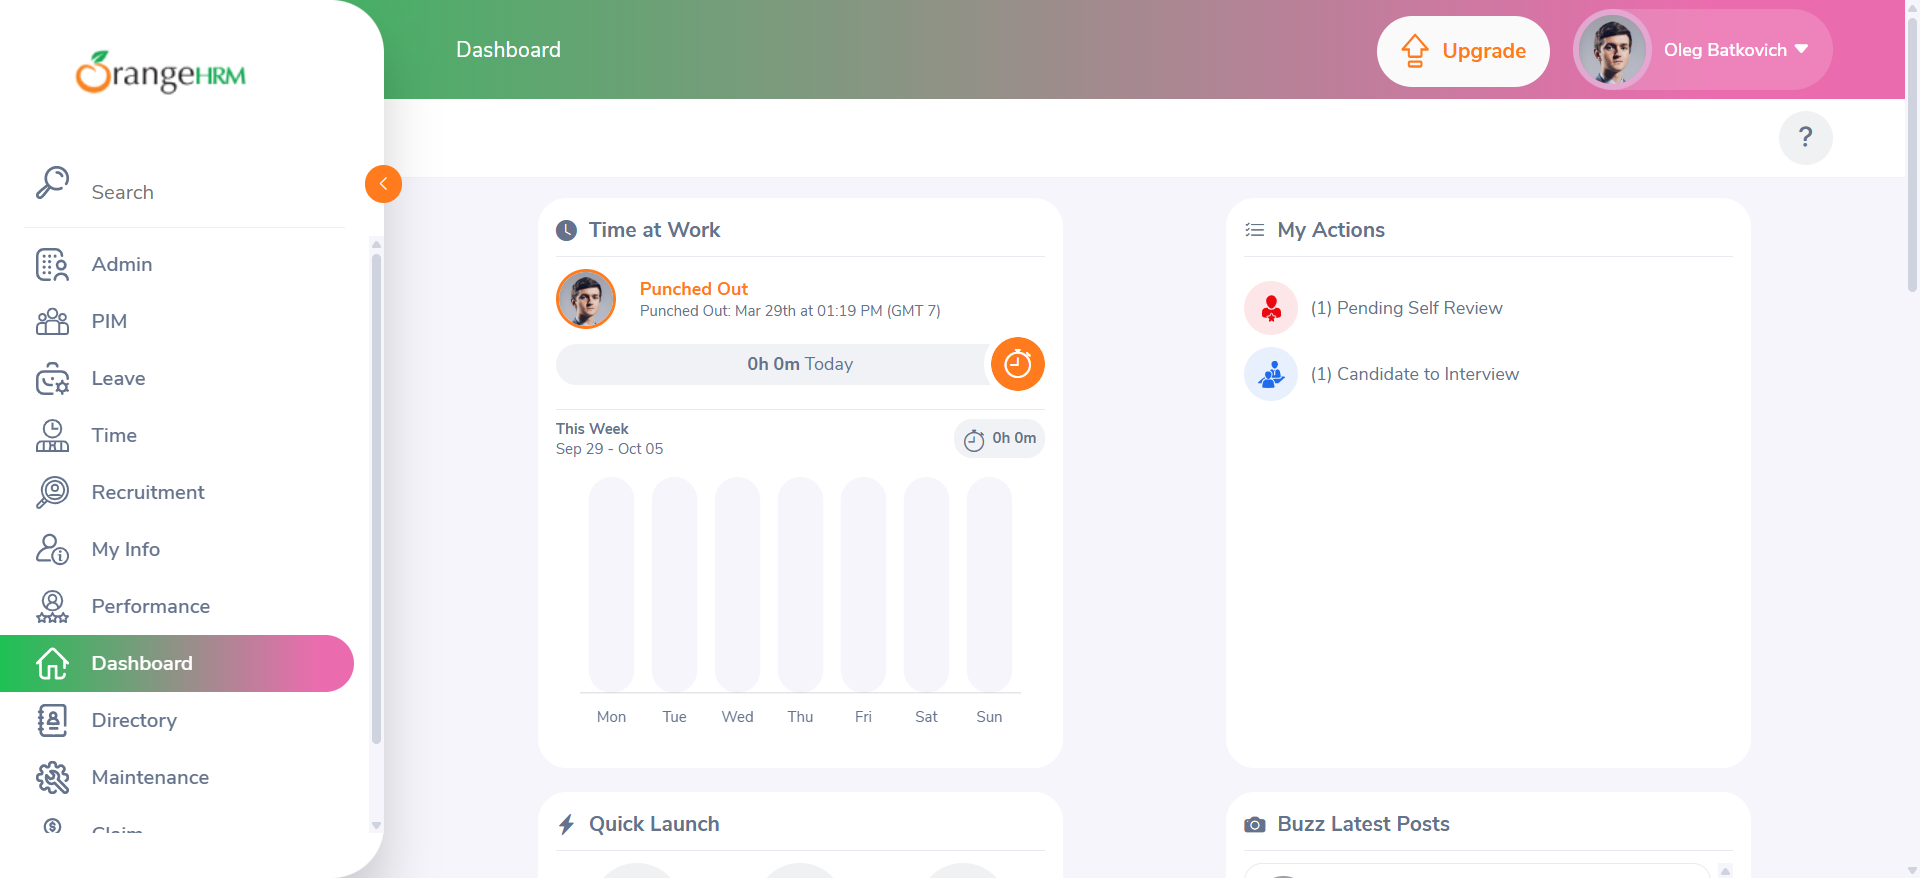 OrangeHRM
Search
Admin
PIM
Leave
Time
Recruitment
My Info
Performance
Dashboard
Directory
Maintenance
Claim
Dashboard
Upgrade
Oleg Batkovich
?
Time at Work
Punched Out
Punched Out: Mar 29th at 01:19 PM (GMT 7)
0h 0m Today
This Week
Sep 29 - Oct 05
0h 0m
Mon Tue Wed Thu Fri Sat Sun
My Actions
(1) Pending Self Review
(1) Candidate to Interview
Quick Launch
Buzz Latest Posts